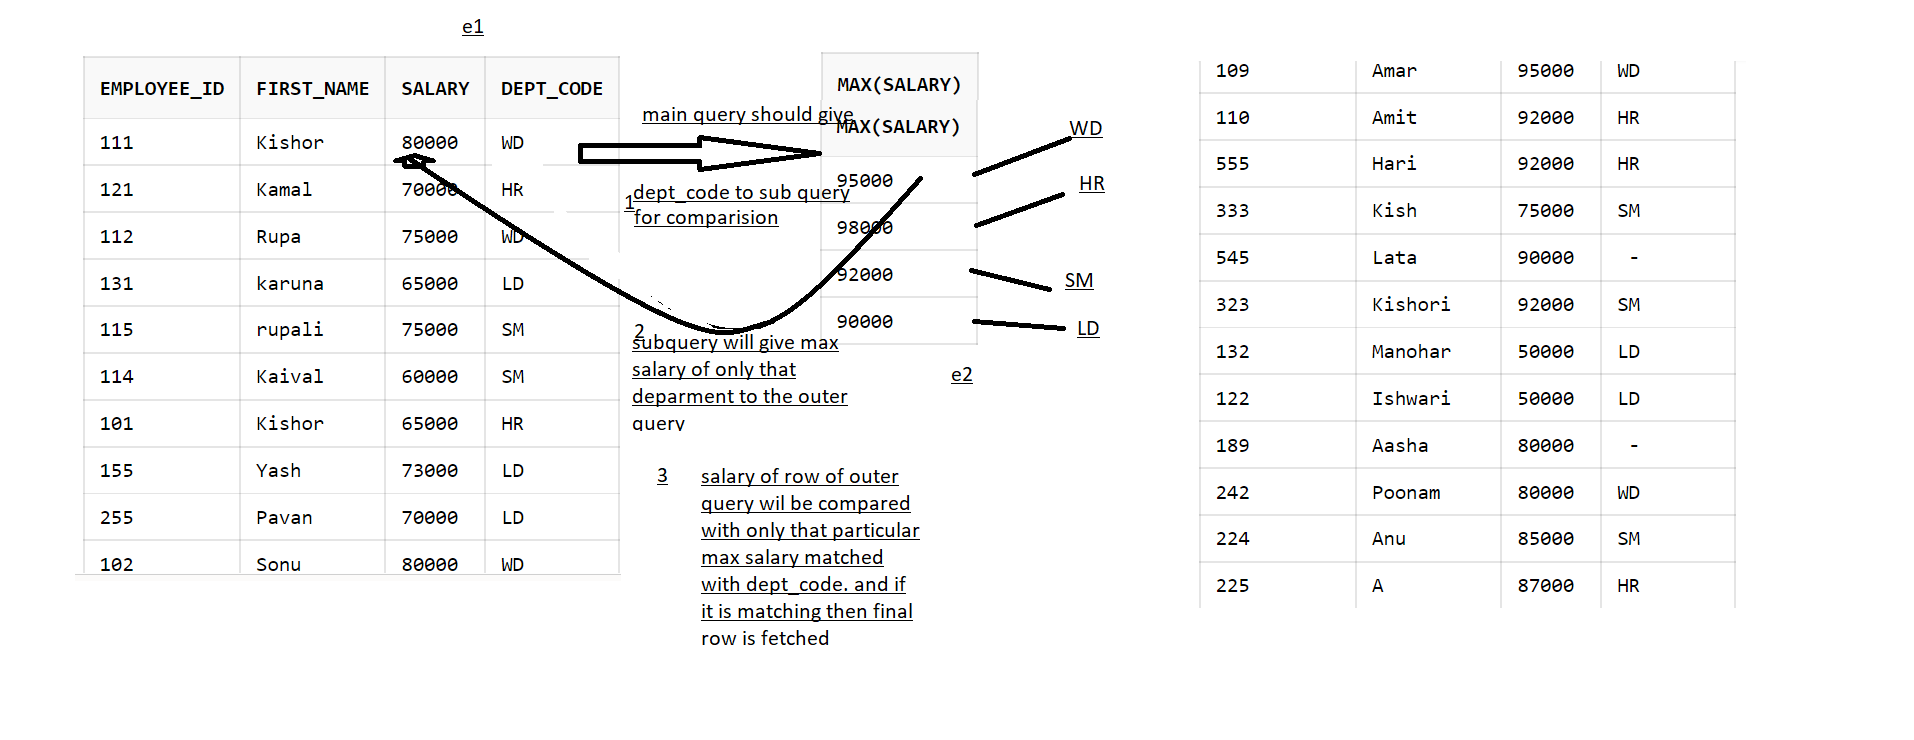 e1
EMPLOYEE_ID FIRST_NAME SALARY DEPT_CODE
111 Kishor 80000 WD
121 Kamal 70000 HR
112 Rupa 75000 WD
131 karuna 65000 LD
115 rupali 75000 SM
114 Kaival 60000 SM
101 Kishor 65000 HR
155 Yash 73000 LD
255 Pavan 70000 LD
102 Sonu 80000 WD
main query should give
1
dept_code to sub query
for comparision
2
subquery will give max
salary of only that
deparment to the outer
query
3
salary of row of outer
query wil be compared
with only that particular
max salary matched
with dept_code. and if
it is matching then final
row is fetched
MAX(SALARY)
MAX(SALARY)
95000 WD
98000 HR
92000 SM
90000 LD
e2
109 Amar 95000 WD
110 Amit 92000 HR
555 Hari 92000 HR
333 Kish 75000 SM
545 Lata 90000 -
323 Kishori 92000 SM
132 Manohar 50000 LD
122 Ishwari 50000 LD
189 Aasha 80000 -
242 Poonam 80000 WD
224 Anu 85000 SM
225 A 87000 HR